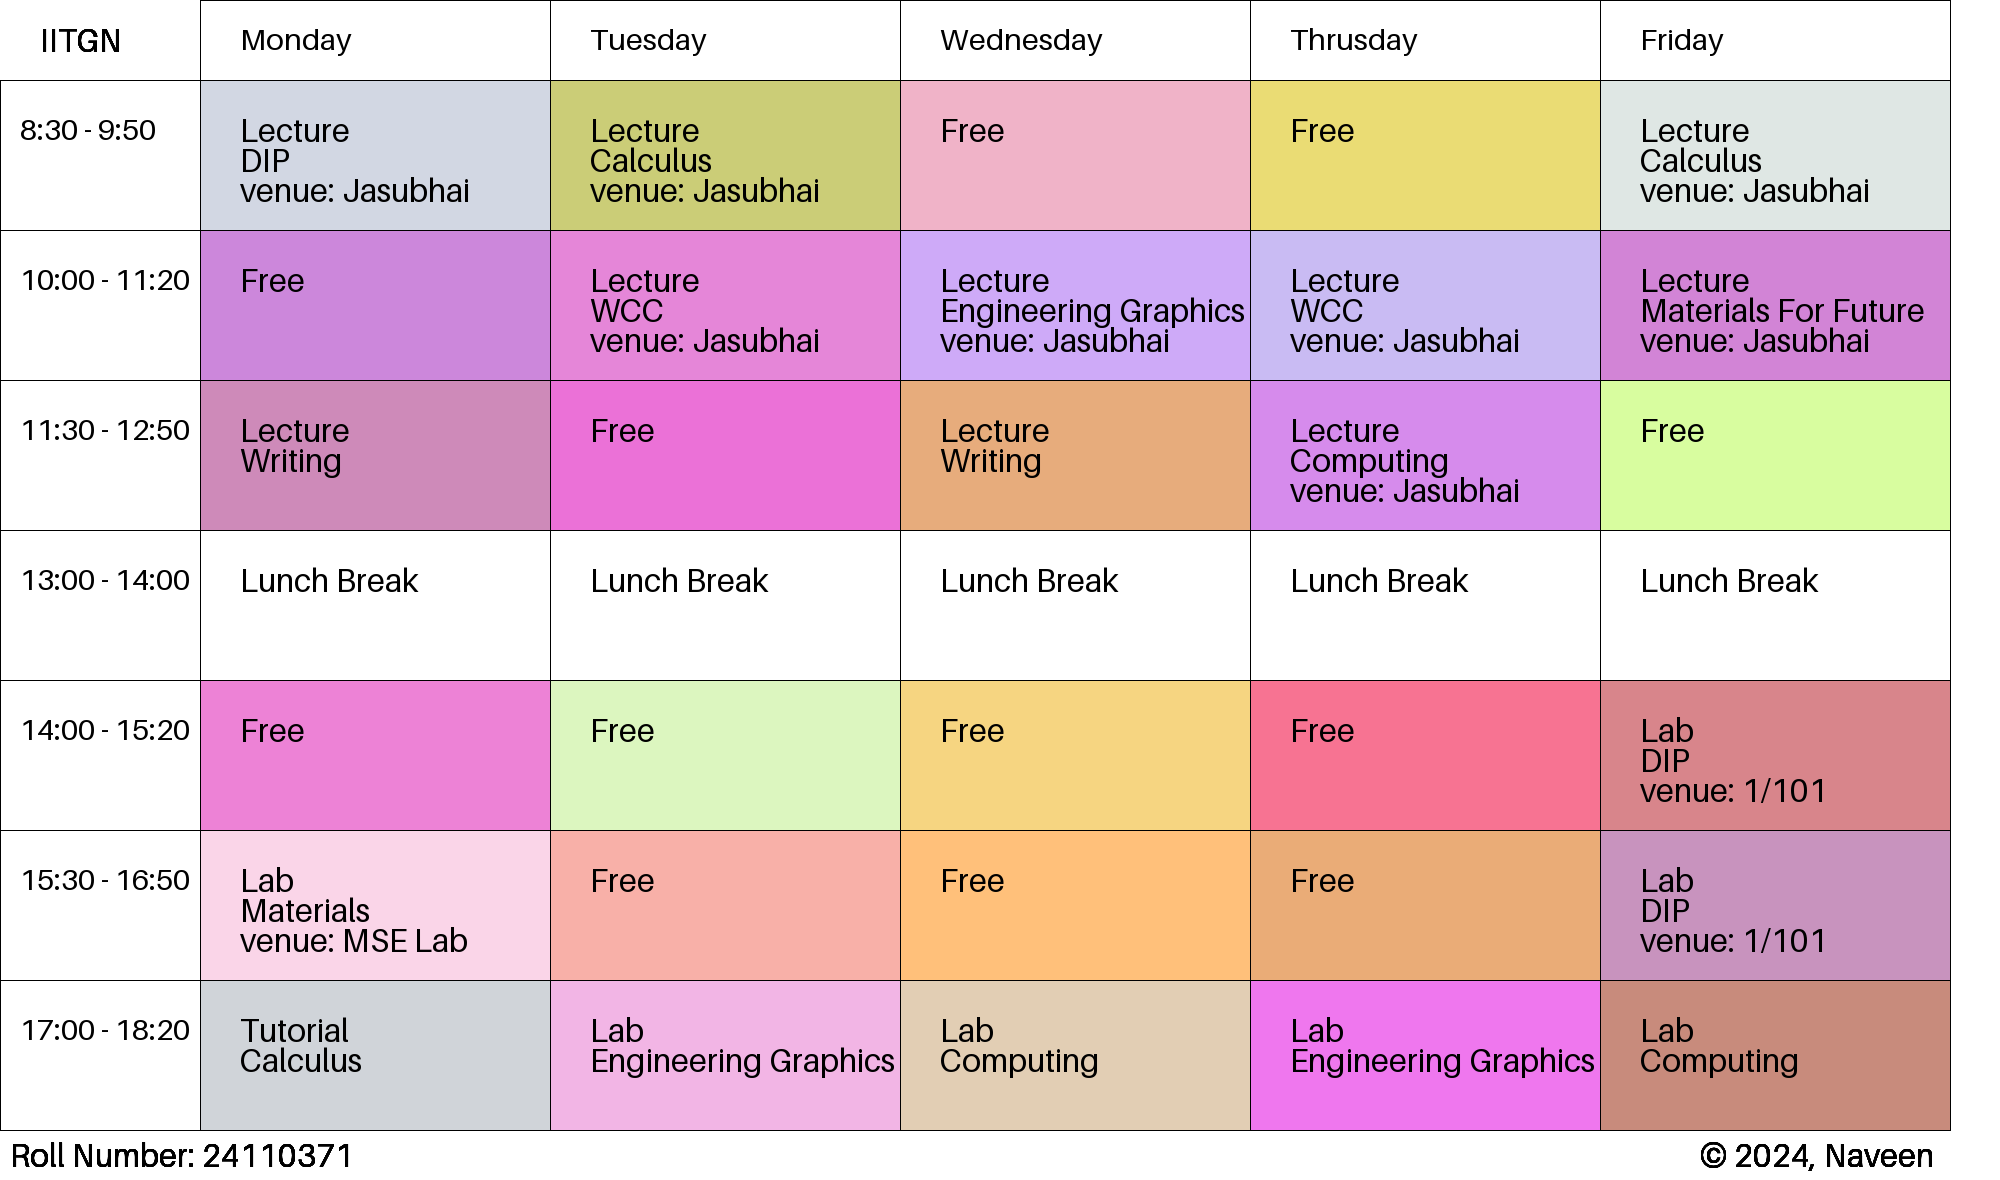 IITGN
Monday
Tuesday
Wednesday
Thrusday
Friday
8:30 - 9:50
Lecture
DIP
venue: Jasubhai
Lecture
Calculus
venue: Jasubhai
Free
Free
Lecture
Calculus
venue: Jasubhai
10:00 - 11:20
Free
Lecture
WCC
venue: Jasubhai
Lecture
Engineering Graphics
venue: Jasubhai
Lecture
WCC
venue: Jasubhai
Lecture
Materials For Future
venue: Jasubhai
11:30 - 12:50
Lecture
Writing
Free
Lecture
Writing
Lecture
Computing
venue: Jasubhai
Free
13:00 - 14:00
Lunch Break
Lunch Break
Lunch Break
Lunch Break
Lunch Break
14:00 - 15:20
Free
Free
Free
Free
Lab
DIP
venue: 1/101
15:30 - 16:50
Lab
Materials
venue: MSE Lab
Free
Free
Free
Lab
DIP
venue: 1/101
17:00 - 18:20
Tutorial
Calculus
Lab
Engineering Graphics
Lab
Computing
Lab
Engineering Graphics
Lab
Computing
Roll Number: 24110371
© 2024, Naveen